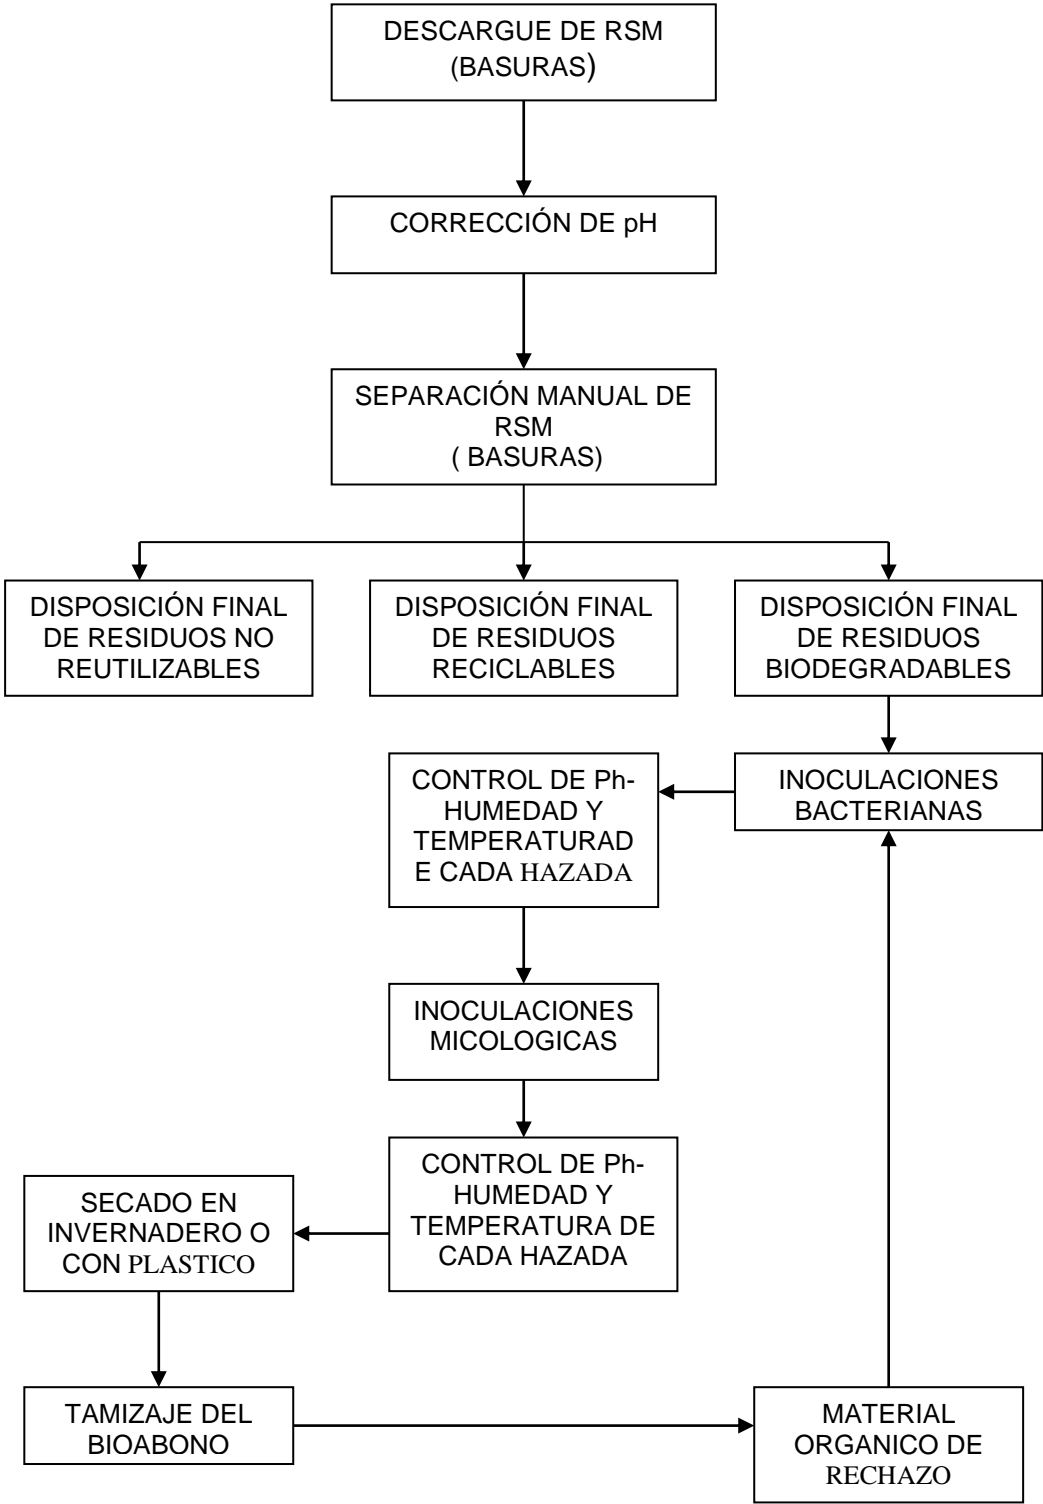 DESCARGUE DE RSM
(BASURAS)
CORRECCIÓN DE pH
SEPARACIÓN MANUAL DE
RSM
( BASURAS)
DISPOSICIÓN FINAL
DE RESIDUOS NO
REUTILIZABLES
DISPOSICIÓN FINAL
DE RESIDUOS
RECICLABLES
DISPOSICIÓN FINAL
DE RESIDUOS
BIODEGRADABLES
INOCULACIONES
BACTERIANAS
CONTROL DE Ph-
HUMEDAD Y
TEMPERATURAD
E CADA HAZADA
INOCULACIONES
MICOLOGICAS
CONTROL DE Ph-
HUMEDAD Y
TEMPERATURA DE
CADA HAZADA
SECADO EN
INVERNADERO O
CON PLASTICO
TAMIZAJE DEL
BIOABONO
MATERIAL
ORGANICO DE
RECHAZO